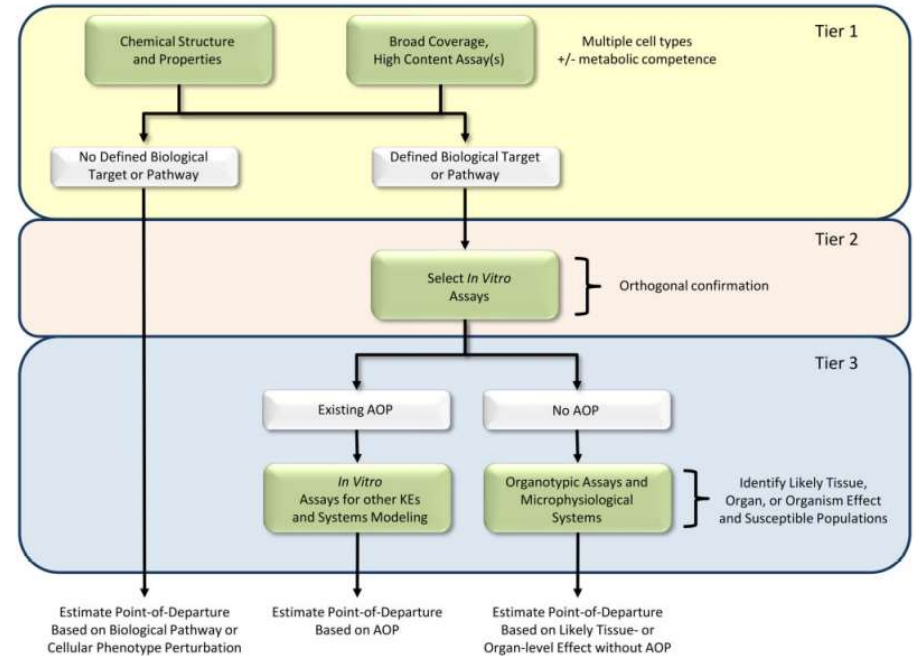 Tier 1
Chemical Structure
and Properties
Broad Coverage,
High Content Assay(s)
Multiple cell types
+/- metabolic competence
No Defined Biological
Target or Pathway
Defined Biological Target
or Pathway
Tier 2
Select In Vitro
Assays
Orthogonal confirmation
Tier 3
Existing AOP
No AOP
In Vitro
Assays for other KEs
and Systems Modeling
Organotypic Assays and
Microphysiological
Systems
Identify Likely Tissue,
Organ, or Organism Effect
and Susceptible Populations
Estimate Point-of-Departure
Based on Biological Pathway or
Cellular Phenotype Perturbation
Estimate Point-of-Departure
Based on AOP
Estimate Point-of-Departure
Based on Likely Tissue- or
Organ-level Effect without AOP